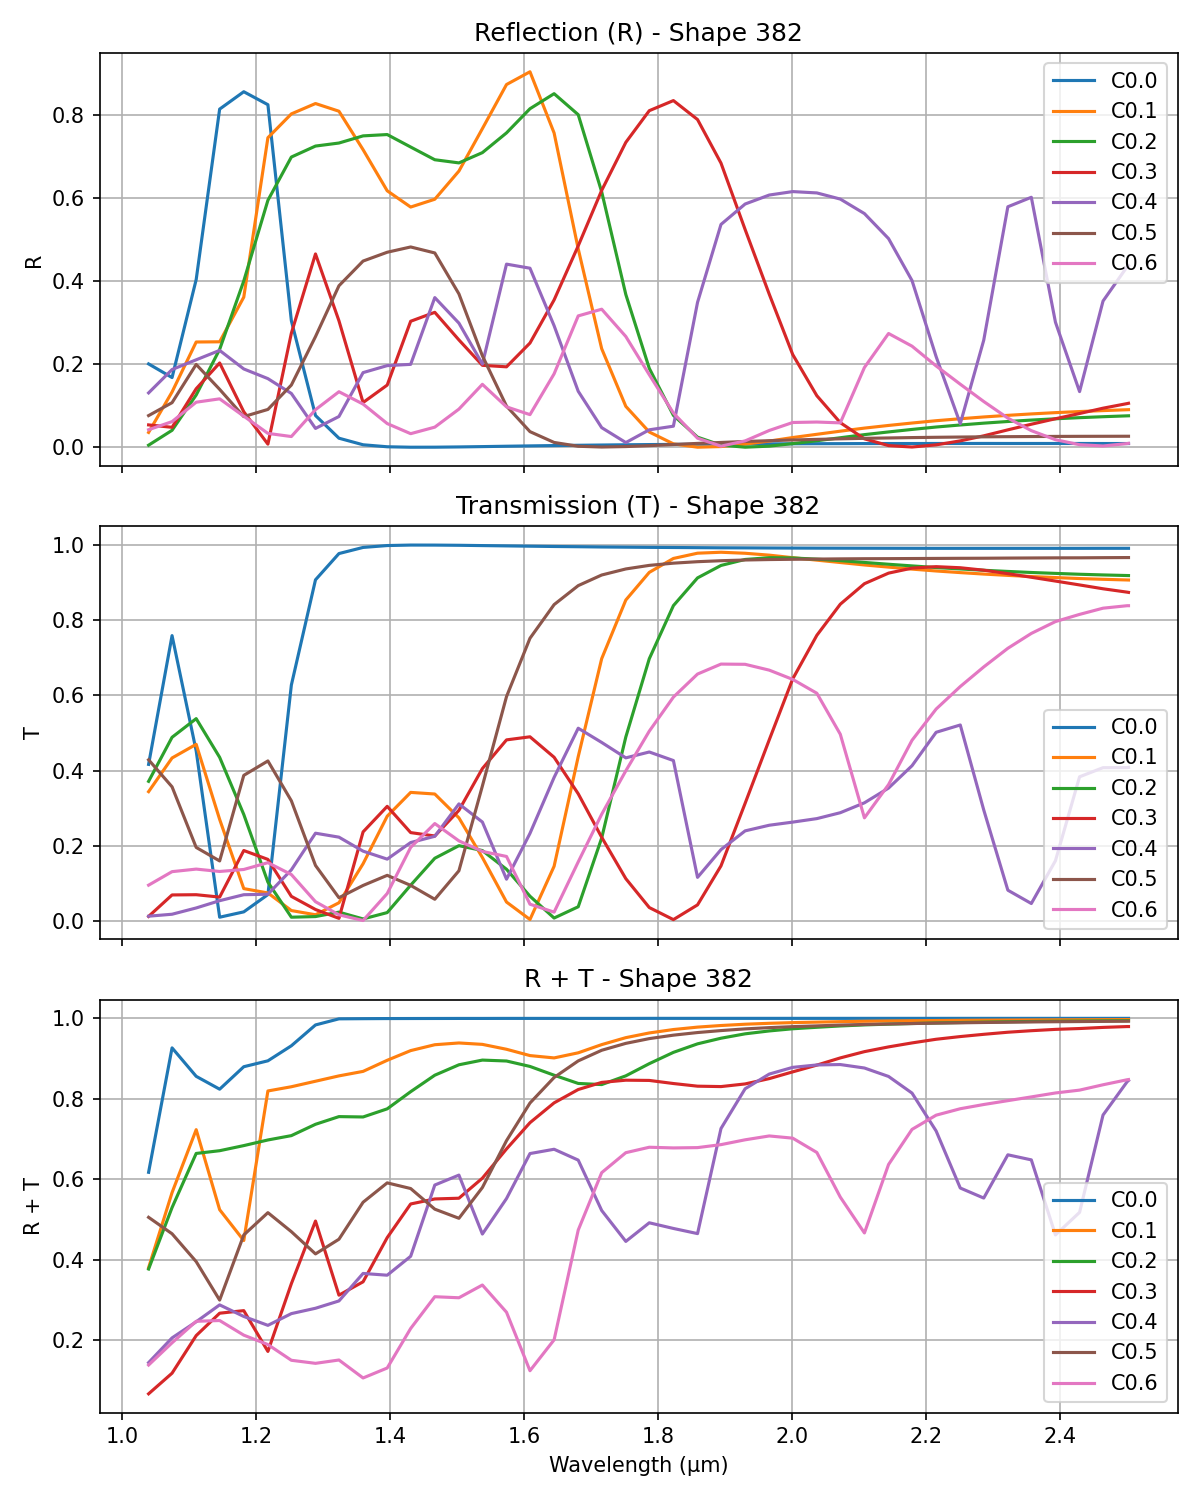 Reflection (R) - Shape 382
0.8
0.6
0.4
0.2
0.0
R
C0.0
C0.1
C0.2
C0.3
C0.4
C0.5
C0.6
Transmission (T) - Shape 382
1.0
0.8
0.6
0.4
0.2
0.0
T
C0.0
C0.1
C0.2
C0.3
C0.4
C0.5
C0.6
R + T - Shape 382
1.0
0.8
0.6
0.4
0.2
R + T
C0.0
C0.1
C0.2
C0.3
C0.4
C0.5
C0.6
1.0 1.2 1.4 1.6 1.8 2.0 2.2 2.4
Wavelength (μm)